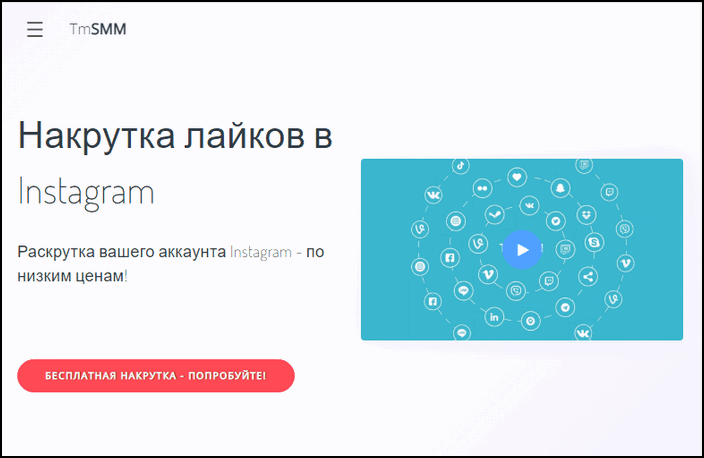 TmSMM
Накрутка лайков в
Instagram
Раскрутка вашего аккаунта Instagram - по
низким ценам!
БЕСПЛАТНАЯ НАКРУТКА - ПОПРОБУЙТЕ!